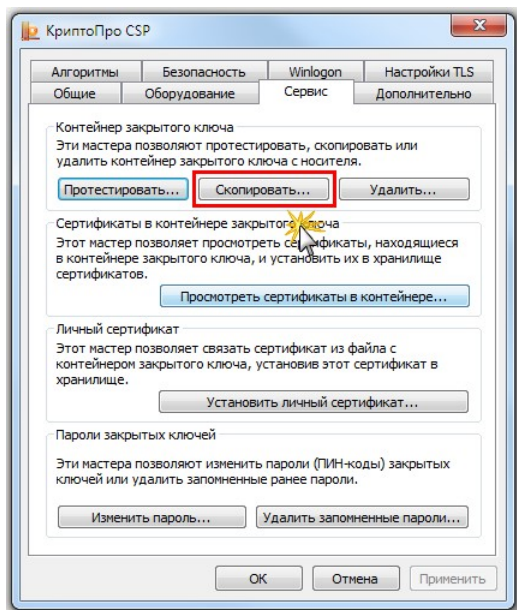 КриптоПро CSP
Алгоритмы Безопасность Winlogon Настройки TLS
Общие Оборудование Сервис Дополнительно
Контейнер закрытого ключа
Эти мастера позволяют протестировать, скопировать или
удалить контейнер закрытого ключа с носителя.
Протестировать... Скопировать... Удалить...
Сертификаты в контейнере закрытого ключа
Этот мастер позволяет просмотреть сертификаты, находящиеся
в контейнере закрытого ключа, и установить их в хранилище
сертификатов.
Просмотреть сертификаты в контейнере...
Личный сертификат
Этот мастер позволяет связать сертификат из файла с
контейнером закрытого ключа, установив этот сертификат в
хранилище.
Установить личный сертификат...
Пароли закрытых ключей
Эти мастера позволяют изменить пароли (ПИН-коды) закрытых
ключей или удалить запомненные ранее пароли.
Изменить пароль... Удалить запомненные пароли...
ОК Отмена Применить